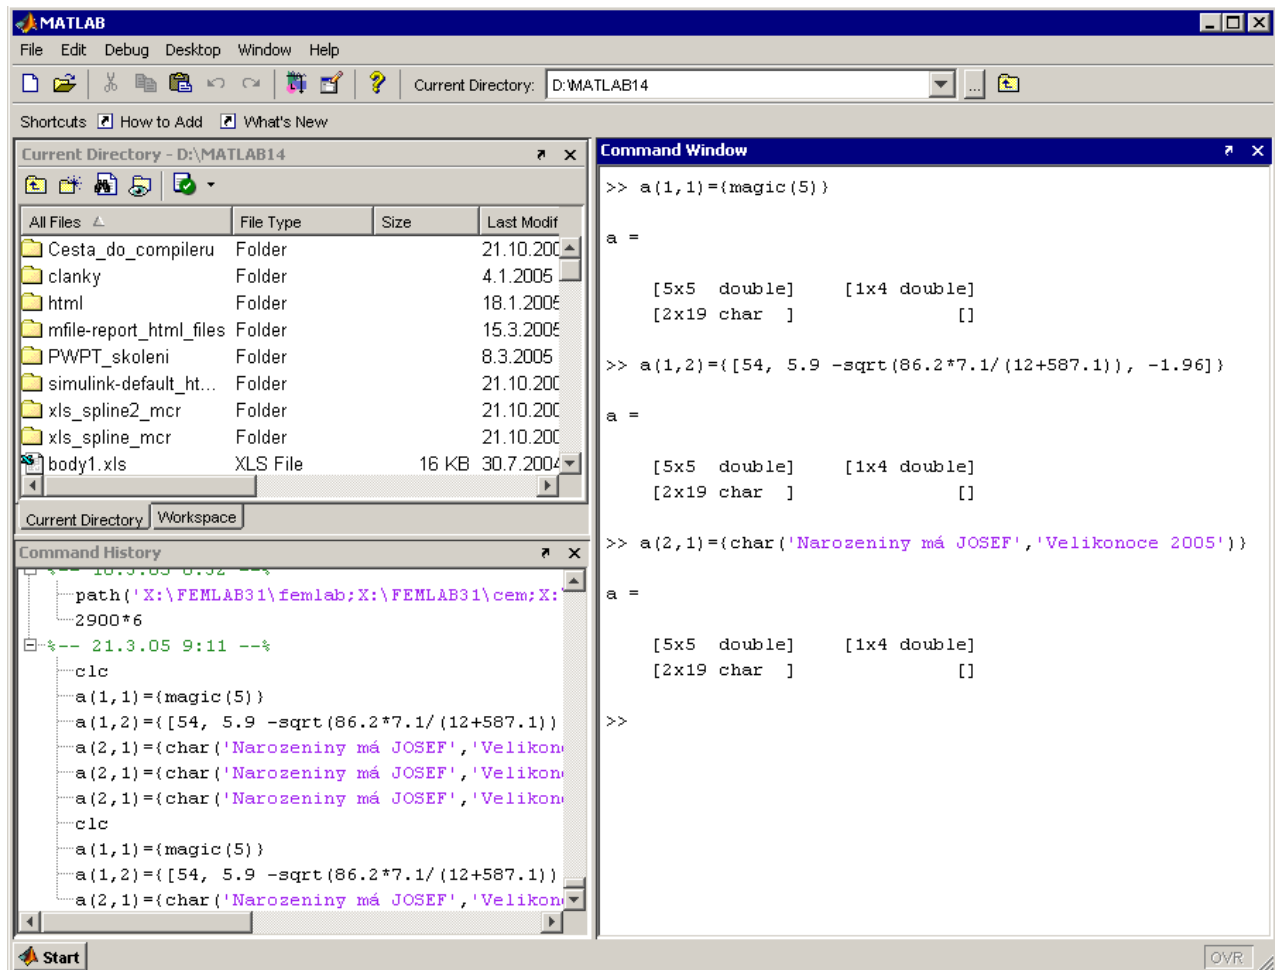 MATLAB
File Edit Debug Desktop Window Help
Current Directory: D:\MATLAB14 ...
Shortcuts How to Add What's New
Current Directory - D:\MATLAB14
All Files File Type Size Last Modif
Cesta_do_compileru Folder 21.10.200
clanky Folder 4.1.2005
html Folder 18.1.2005
mfile-report_html_files Folder 15.3.2005
PWPT_skoleni Folder 8.3.2005
simulink-default_ht... Folder 21.10.200
xls_spline2_mcr Folder 21.10.200
xls_spline_mcr Folder 21.10.200
body1.xls XLS File 16 KB 30.7.2004
Current Directory Workspace
Command History
%-- 18.3.05 8:52 --%
path('X:\FEMLAB31\femlab;X:\FEMLAB31\cem;X:'
2900*6
%-- 21.3.05 9:11 --%
clc
a(1,1)={magic(5)}
a(1,2)={[54, 5.9 -sqrt(86.2*7.1/(12+587.1))
a(2,1)={char('Narozeniny má JOSEF','Velikon
a(2,1)={char('Narozeniny má JOSEF','Velikon
a(2,1)={char('Narozeniny má JOSEF','Velikon
clc
a(1,1)={magic(5)}
a(1,2)={[54, 5.9 -sqrt(86.2*7.1/(12+587.1))
a(2,1)={char('Narozeniny má JOSEF','Velikon
Command Window
>> a(1,1)={magic(5)}
a =
[5x5 double] [1x4 double]
[2x19 char ] []
>> a(1,2)={[54, 5.9 -sqrt(86.2*7.1/(12+587.1)), -1.96]}
a =
[5x5 double] [1x4 double]
[2x19 char ] []
>> a(2,1)={char('Narozeniny má JOSEF','Velikonoce 2005')}
a =
[5x5 double] [1x4 double]
[2x19 char ] []
>>
Start
OVR